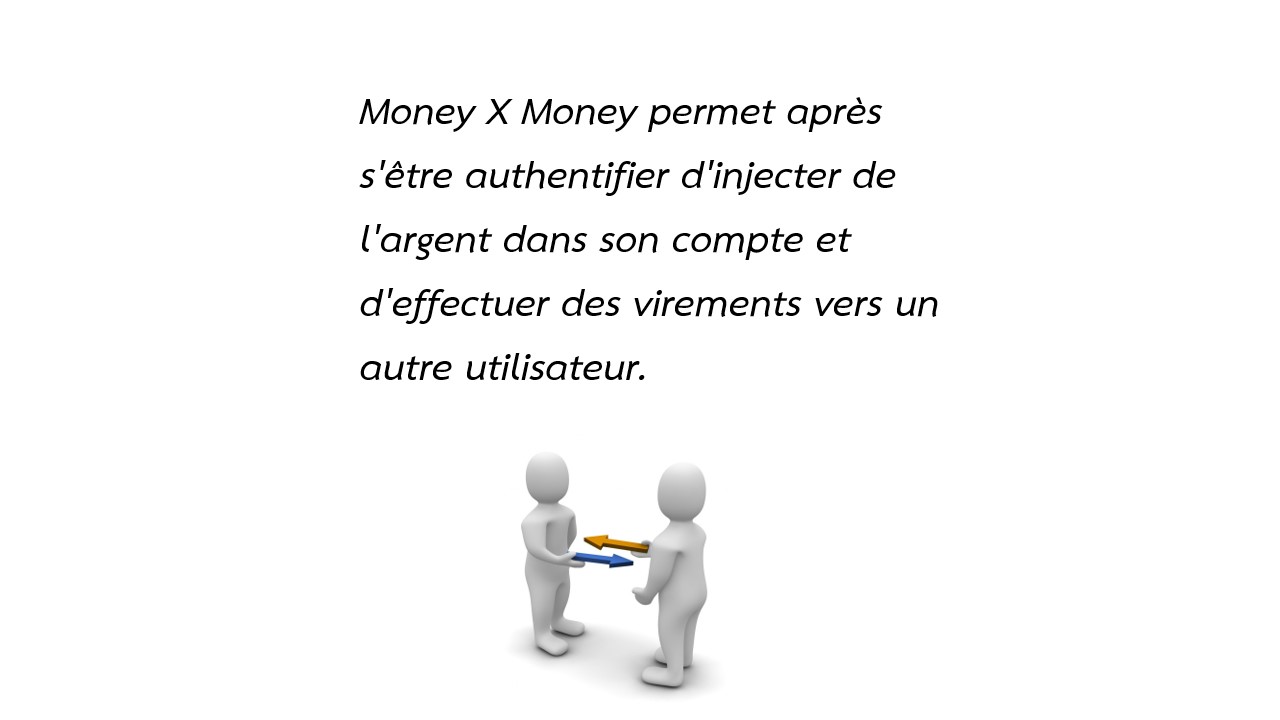 Money X Money permet après
s'être authentifier d'injecter de
l'argent dans son compte et
d'effectuer des virements vers un
autre utilisateur.